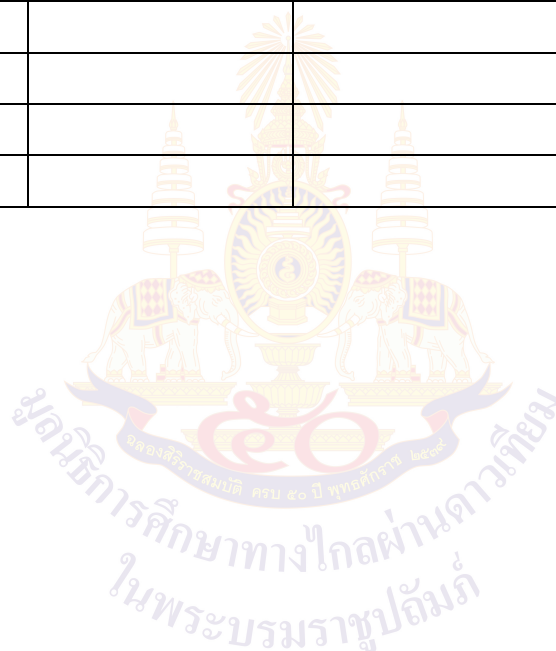 ฉลองสิริราชสมบัติ ครบ ๕๐ ปี พุทธศักราช ๒๕๓๙
๕๐
มูลนิธิการศึกษาทางไกลผ่านดาวเทียม
ในพระบรมราชูปถัมภ์